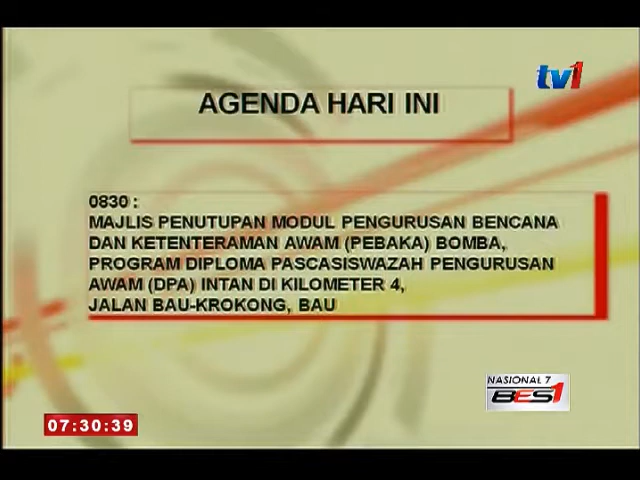 tv1
AGENDA HARI INI
0830 :
MAJLIS PENUTUPAN MODUL PENGURUSAN BENCANA
DAN KETENTERAMAN AWAM (PEBAKA) BOMBA,
PROGRAM DIPLOMA PASCASISWAZAH PENGURUSAN
AWAM (DPA) INTAN DI KILOMETER 4,
JALAN BAU-KROKONG, BAU
NASIONAL 7
BES1
07:30:39